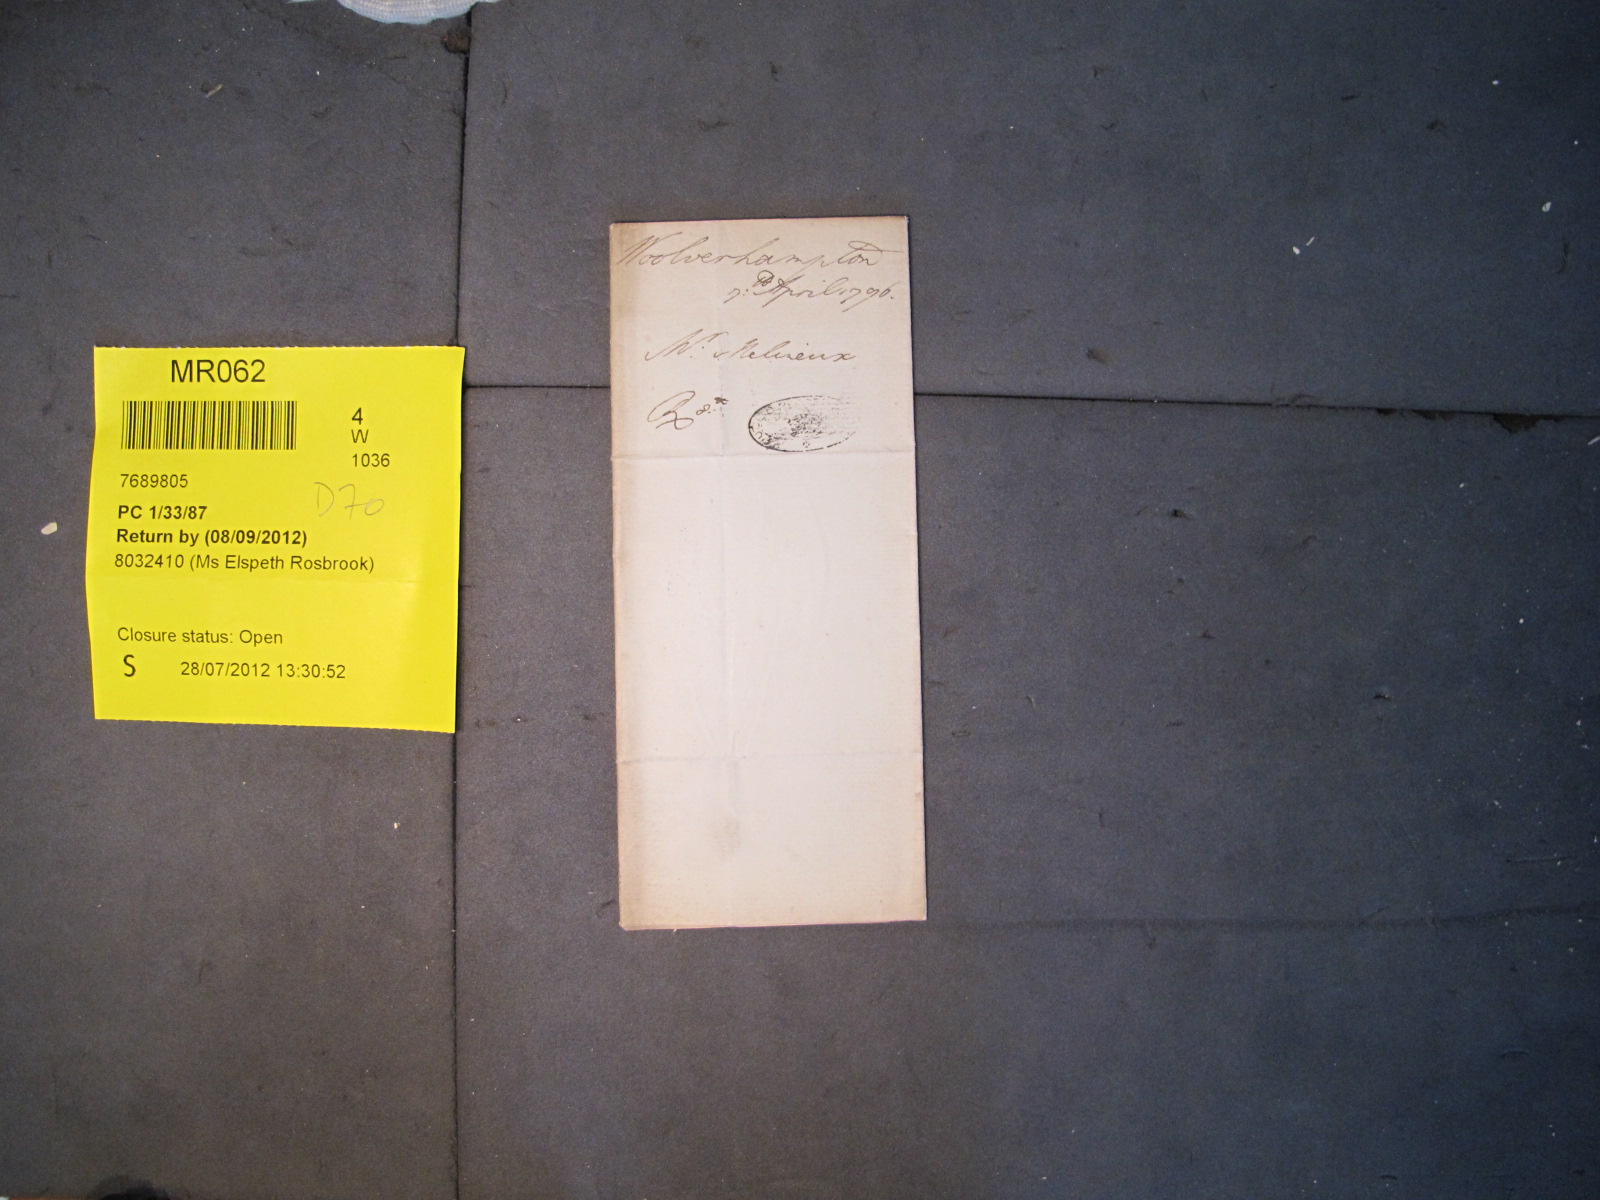 MR062
4
W
1036
7689805
D70
PC 1/33/87
Return by (08/09/2012)
8032410 (Ms Elspeth Rosbrook)
Closure status: Open
S 28/07/2012 13:30:52
Woolverhampton
7:th April 1796.
Mr. Melieux